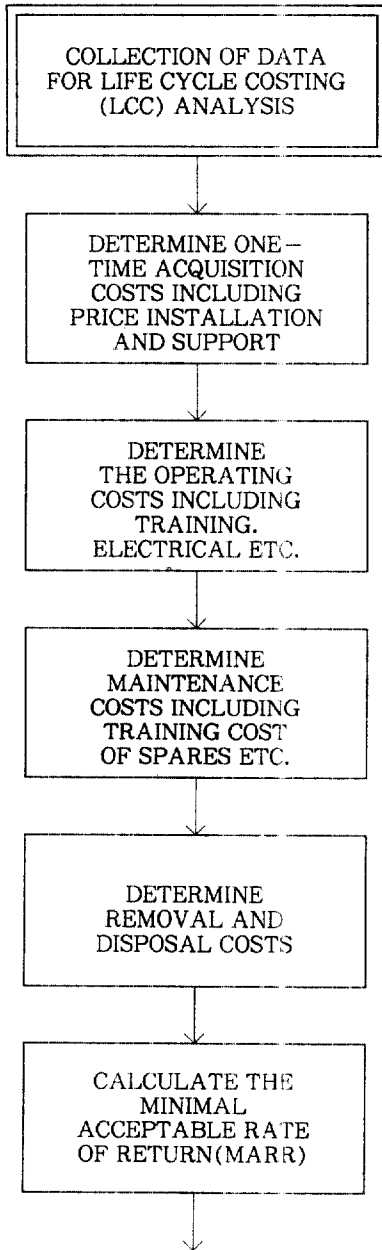 COLLECTION OF DATA
FOR LIFE CYCLE COSTING
(LCC) ANALYSIS
DETERMINE ONE–
TIME ACQUISITION
COSTS INCLUDING
PRICE INSTALLATION
AND SUPPORT
DETERMINE
THE OPERATING
COSTS INCLUDING
TRAINING.
ELECTRICAL ETC.
DETERMINE
MAINTENANCE
COSTS INCLUDING
TRAINING COST
OF SPARES ETC.
DETERMINE
REMOVAL AND
DISPOSAL COSTS
CALCULATE THE
MINIMAL
ACCEPTABLE RATE
OF RETURN(MARR)